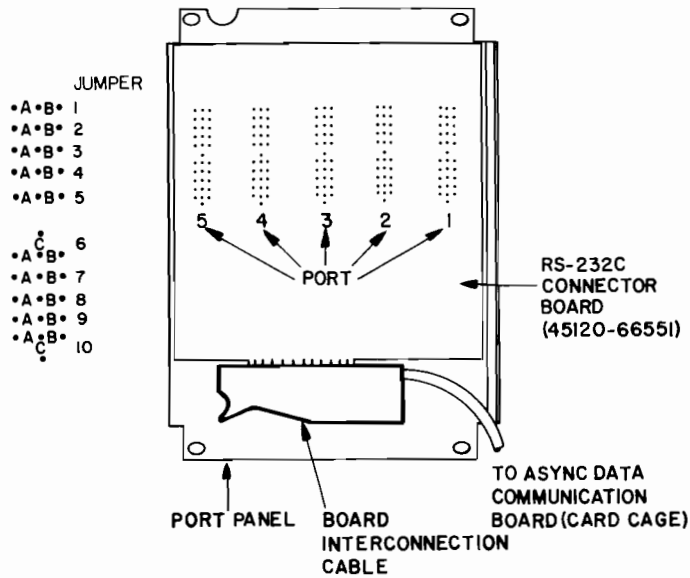 JUMPER
•A•B• 1
•A•B• 2
•A•B• 3
•A•B• 4
•A•B• 5
C 6
•A•B•
•A•B• 7
•A•B• 8
•A•B• 9
•A•B•
C 10
5 4 3 2 1
PORT
RS-232C
CONNECTOR
BOARD
(45120-66551)
TO ASYNC DATA
COMMUNICATION
BOARD (CARD CAGE)
PORT PANEL
BOARD
INTERCONNECTION
CABLE